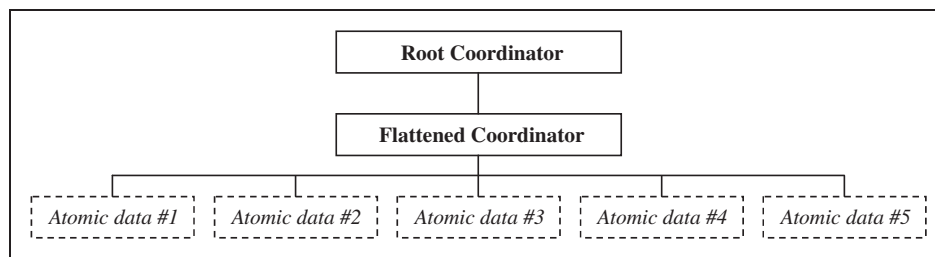 Root Coordinator
Flattened Coordinator
Atomic data #1
Atomic data #2
Atomic data #3
Atomic data #4
Atomic data #5